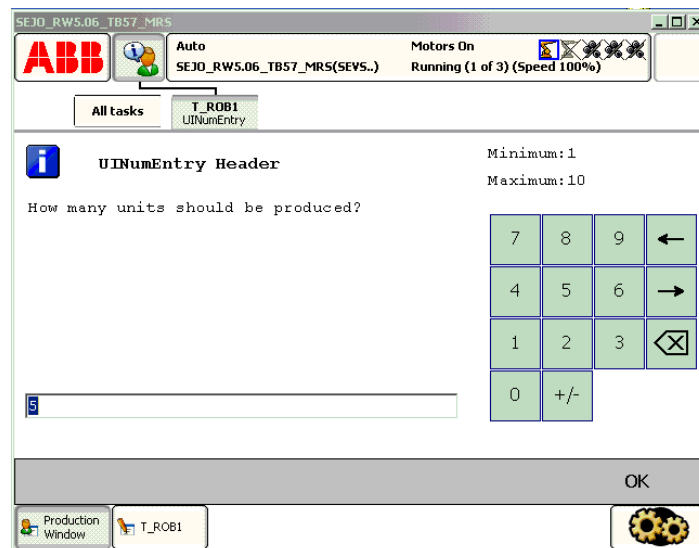 SEJO_RW5.06_TB57_MRS
ABB
Auto
SEJO_RW5.06_TB57_MRS(SEVS..)
Motors On
Running (1 of 3) (Speed 100%)
All tasks
T_ROB1
UINumEntry
UINumEntry Header
Minimum:1
Maximum:10
How many units should be produced?
7 8 9
4 5 6
1 2 3
0 +/-
5
OK
Production
Window
T_ROB1